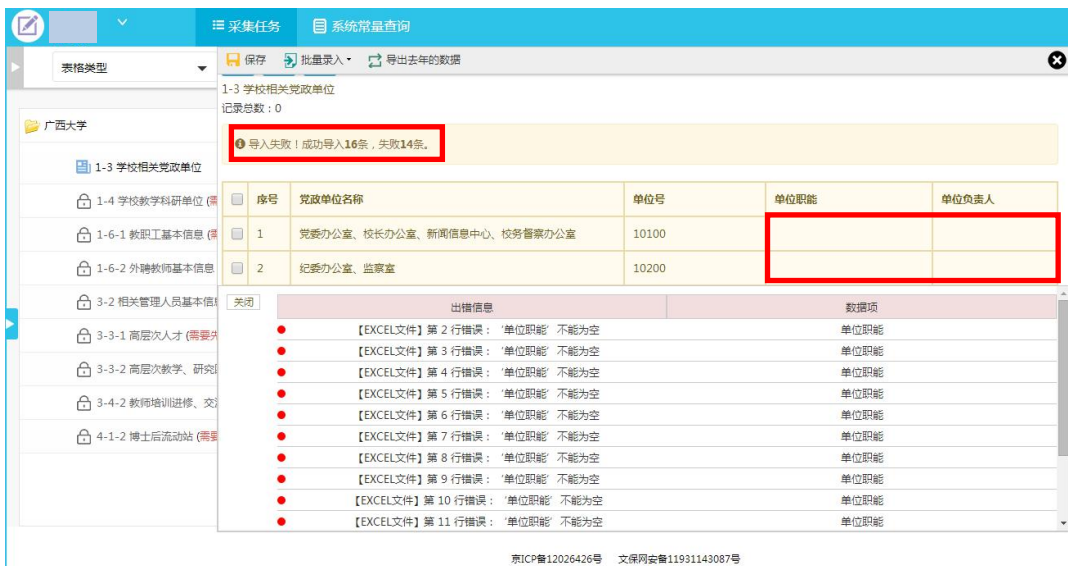 采集任务 系统常量查询
表格类型
保存 批量录入 导出去年的数据
1-3 学校相关党政单位
记录总数：0
导入失败！成功导入16条，失败14条。
广西大学
1-3 学校相关党政单位
1-4 学校教学科研单位 (需
1-6-1 教职工基本信息 (需
1-6-2 外聘教师基本信息
3-2 相关管理人员基本信息
3-3-1 高层次人才 (需要先
3-3-2 高层次教学、研究
3-4-2 教师培训进修、交流
4-1-2 博士后流动站 (需要
序号 党政单位名称 单位号 单位职能 单位负责人
1 党委办公室、校长办公室、新闻信息中心、校务督察办公室 10100
2 纪委办公室、监察室 10200
关闭 出错信息 数据项
【EXCEL文件】第 2 行错误：‘单位职能’不能为空 单位职能
【EXCEL文件】第 3 行错误：‘单位职能’不能为空 单位职能
【EXCEL文件】第 4 行错误：‘单位职能’不能为空 单位职能
【EXCEL文件】第 5 行错误：‘单位职能’不能为空 单位职能
【EXCEL文件】第 6 行错误：‘单位职能’不能为空 单位职能
【EXCEL文件】第 7 行错误：‘单位职能’不能为空 单位职能
【EXCEL文件】第 8 行错误：‘单位职能’不能为空 单位职能
【EXCEL文件】第 9 行错误：‘单位职能’不能为空 单位职能
【EXCEL文件】第 10 行错误：‘单位职能’不能为空 单位职能
【EXCEL文件】第 11 行错误：‘单位职能’不能为空 单位职能
京ICP备12026426号 文保网安备11931143087号